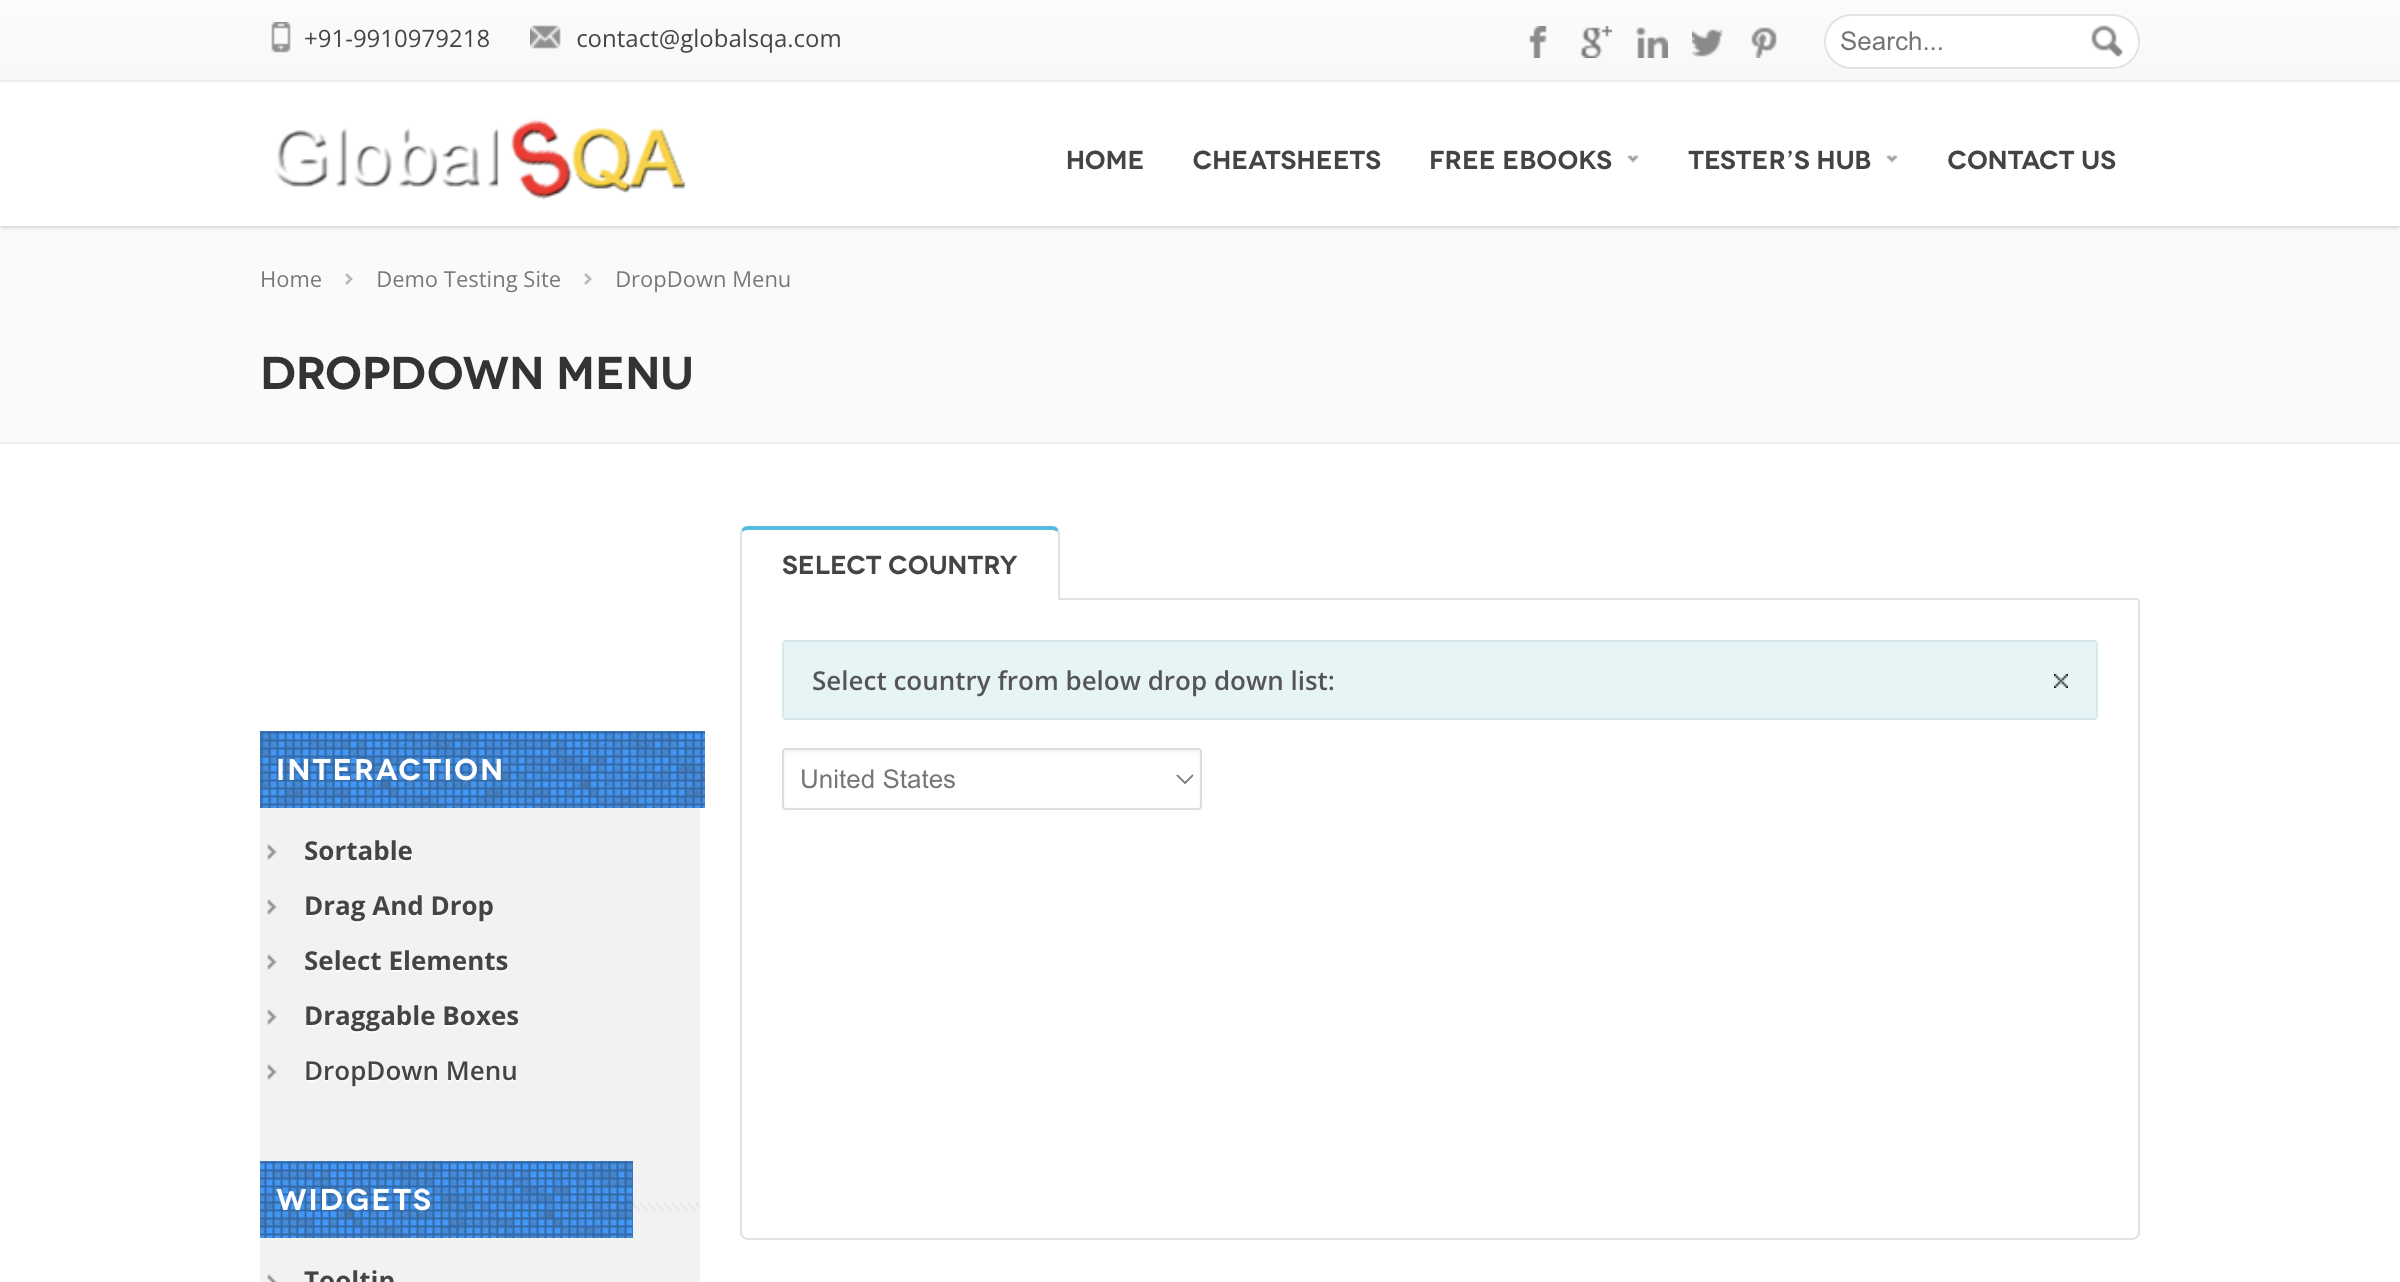 +91-9910979218
contact@globalsqa.com
Search...
GlobalSQA
HOME
CHEATSHEETS
FREE EBOOKS
TESTER’S HUB
CONTACT US
Home
Demo Testing Site
DropDown Menu
DROPDOWN MENU
SELECT COUNTRY
Select country from below drop down list:
United States
INTERACTION
Sortable
Drag And Drop
Select Elements
Draggable Boxes
DropDown Menu
WIDGETS
Tooltip